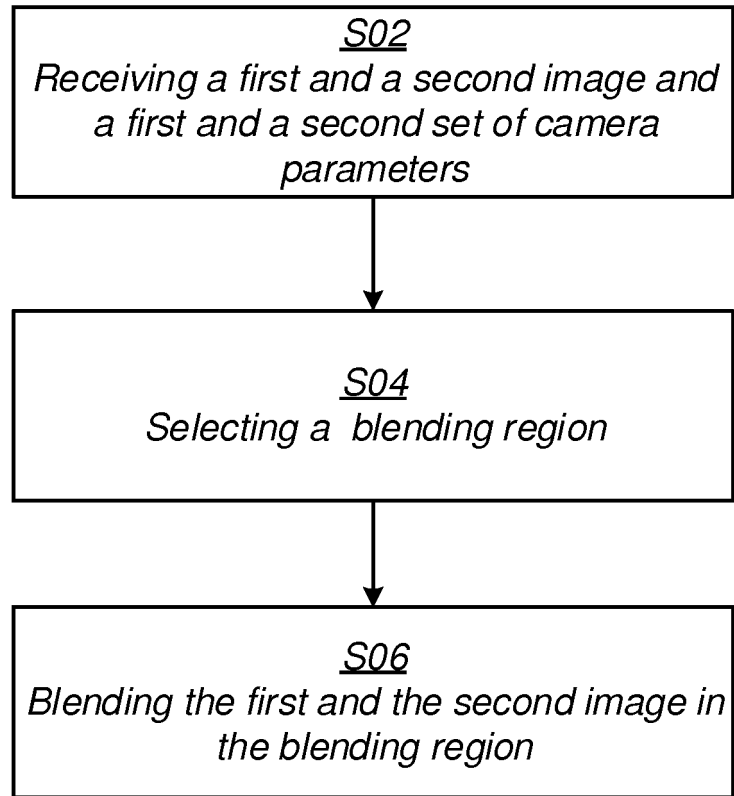 S02
Receiving a first and a second image and
a first and a second set of camera
parameters
S04
Selecting a blending region
S06
Blending the first and the second image in
the blending region